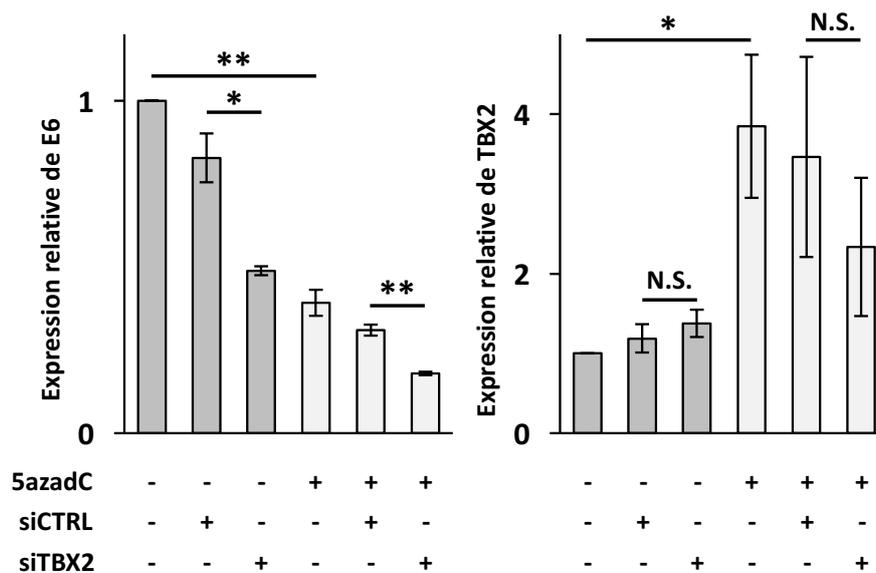 Expression relative de E6
1
0
**
*
**
Expression relative de TBX2
4
2
0
*
N.S.
N.S.
5azadC - - - + + + - - - + + +
siCTRL - + - - + - - + - - + -
siTBX2 - - + - - + - - + - - +